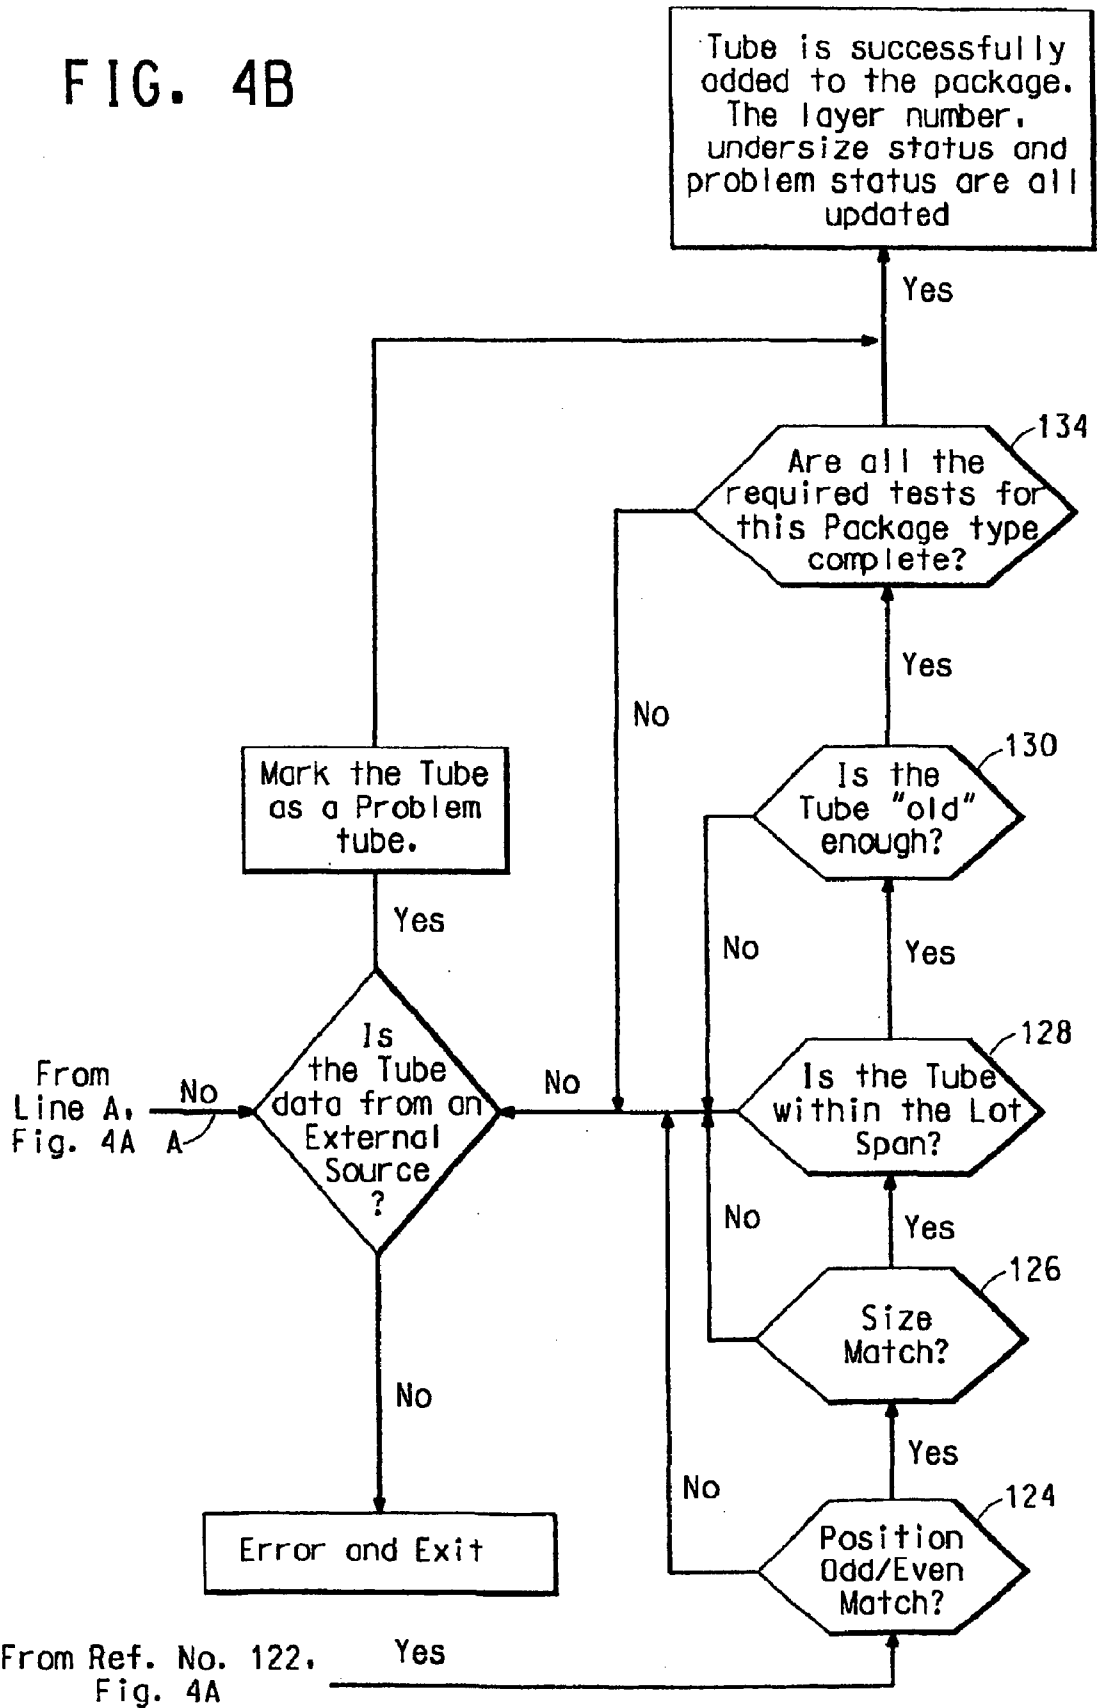 FIG. 4B
Tube is successfully
added to the package.
The layer number,
undersize status and
problem status are all
updated
Yes
134
Are all the
required tests for
this Package type
complete?
Yes
No
130
Mark the Tube
as a Problem
tube.
Is the
Tube "old"
enough?
Yes
No
Yes
128
Is
the Tube
data from an
External
Source
?
From
Line A,
Fig. 4A
No
A
No
Is the Tube
within the Lot
Span?
No
Yes
126
Size
Match?
No
Yes
No
124
Position
Odd/Even
Match?
Error and Exit
From Ref. No. 122,
Fig. 4A
Yes